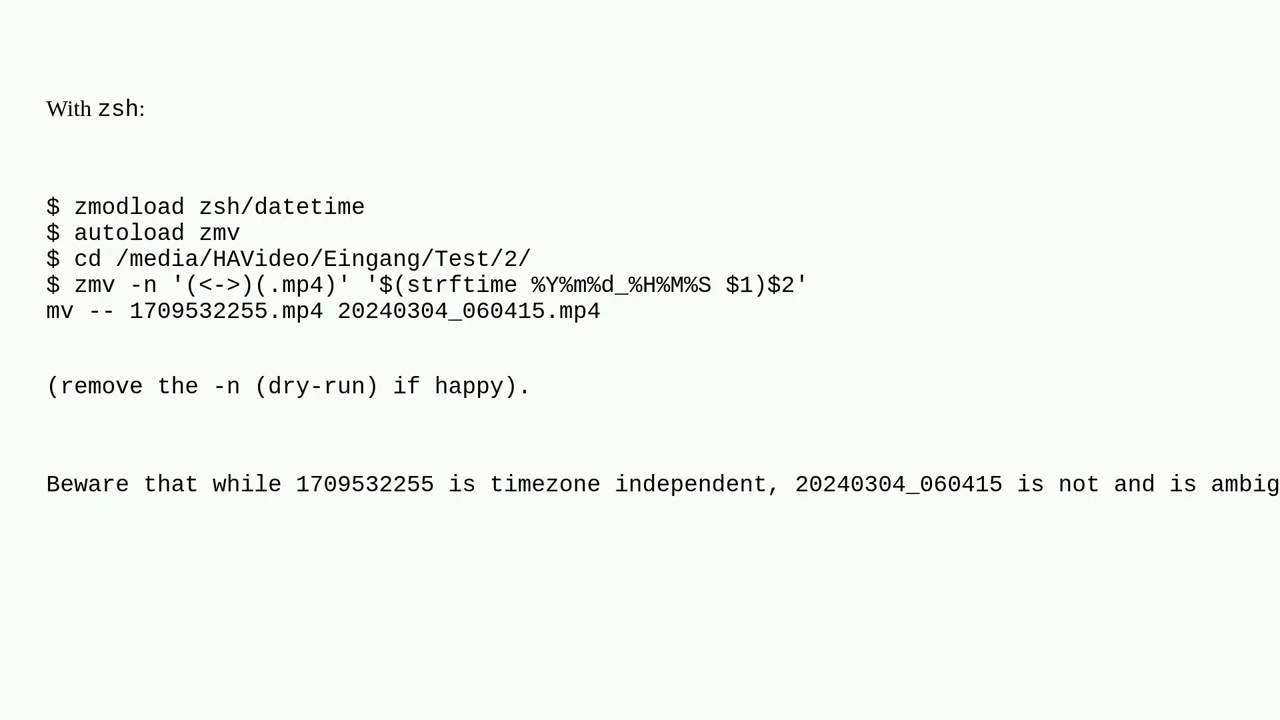 With zsh:
$ zmodload zsh/datetime
$ autoload zmv
$ cd /media/HAVideo/Eingang/Test/2/
$ zmv -n '(<->)(.mp4)' '$(strftime %Y%m%d_%H%M%S $1)$2'
mv -- 1709532255.mp4 20240304_060415.mp4
(remove the -n (dry-run) if happy).
Beware that while 1709532255 is timezone independent, 20240304_060415 is not and is